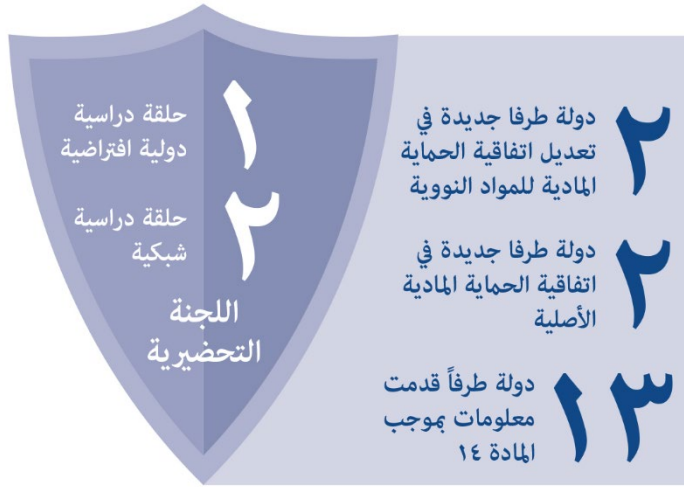 ٢
دولة طرفا جديدة في
تعديل اتفاقية الحماية
المادية للمواد النووية
٢
دولة طرفا جديدة في
اتفاقية الحماية المادية
الأصلية
١٣
دولة طرفاً قدمت
معلومات بموجب
المادة ١٤
١
حلقة دراسية
دولية افتراضية
٢
حلقة دراسية
شبكية
اللجنة
التحضيرية